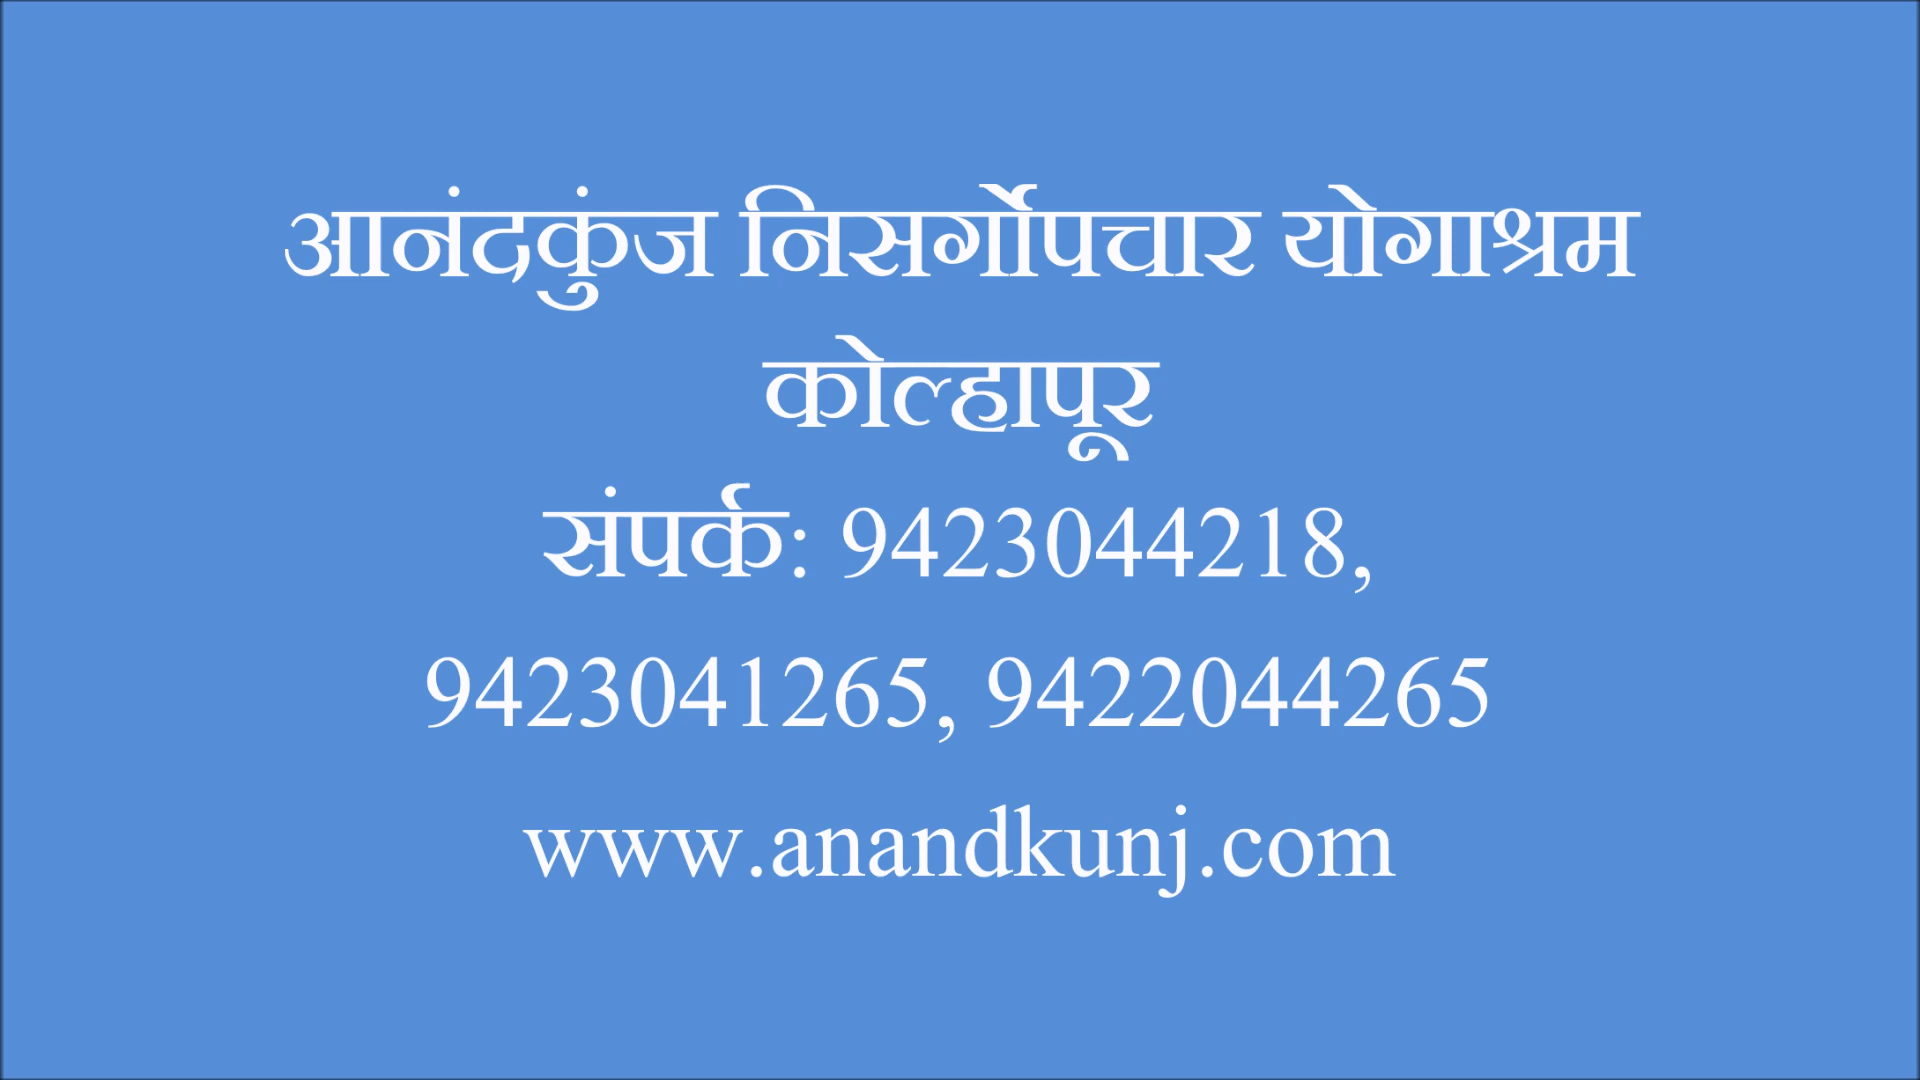 आनंदकुंज निसर्गोपचार योगाश्रम
कोल्हापूर
संपर्क: 9423044218,
9423041265, 9422044265
www.anandkunj.com